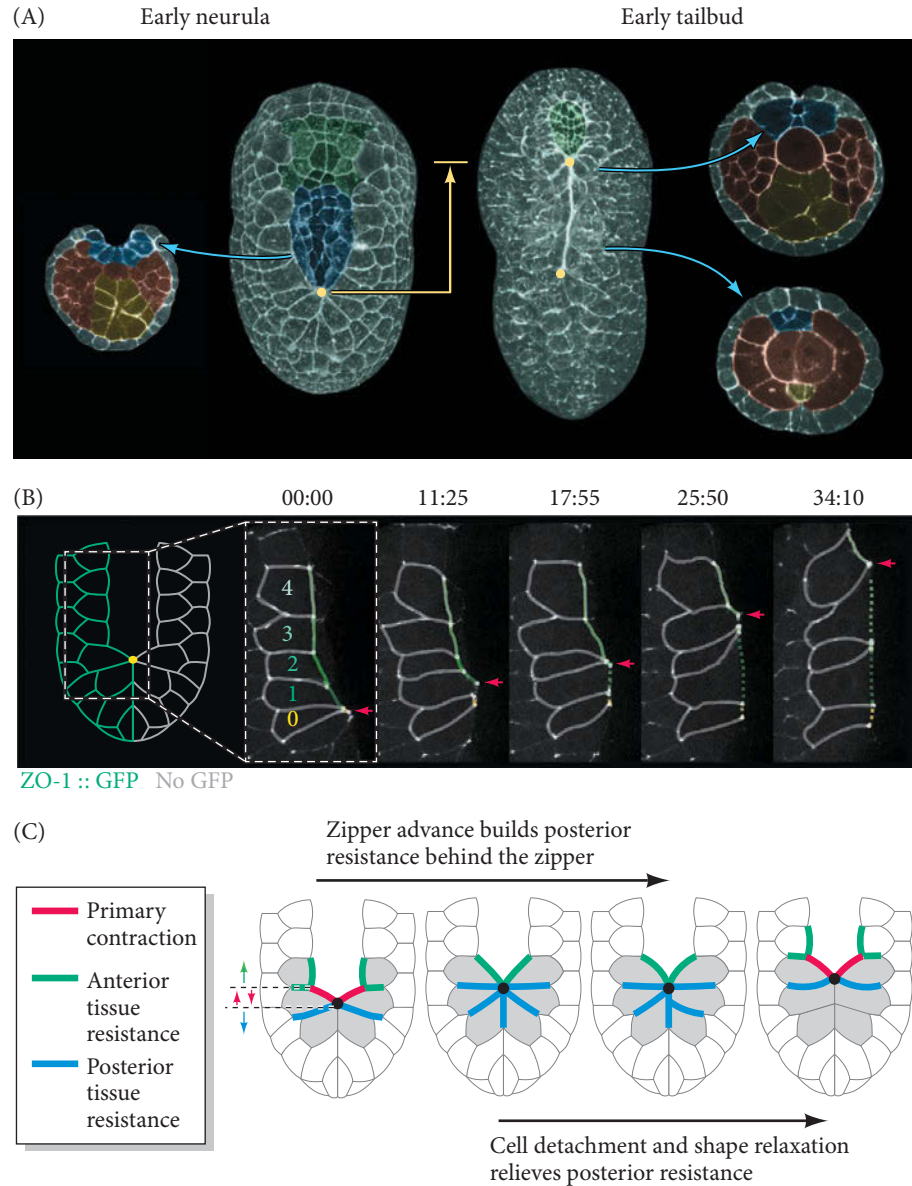 (A)
Early neurula
Early tailbud
(B)
00:00
11:25
17:55
25:50
34:10
4
3
2
1
0
ZO-1 :: GFP No GFP
(C)
Zipper advance builds posterior
resistance behind the zipper
Primary
contraction
Anterior
tissue
resistance
Posterior
tissue
resistance
Cell detachment and shape relaxation
relieves posterior resistance